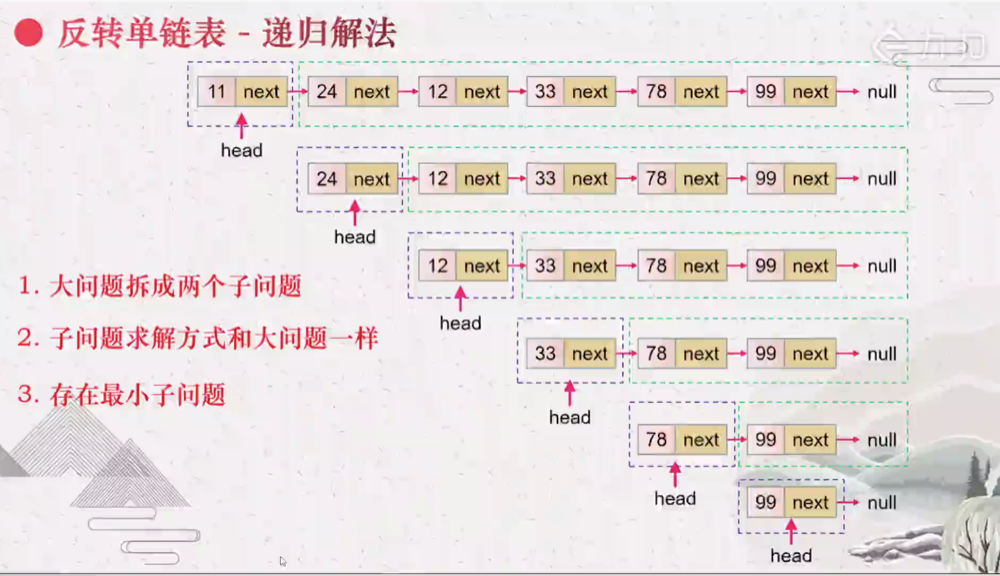 反转单链表 - 递归解法
力扣
11 next 24 next 12 next 33 next 78 next 99 next null
head
24 next 12 next 33 next 78 next 99 next null
head
12 next 33 next 78 next 99 next null
head
1. 大问题拆成两个子问题
2. 子问题求解方式和大问题一样
3. 存在最小子问题
33 next 78 next 99 next null
head
78 next 99 next null
head
99 next null
head